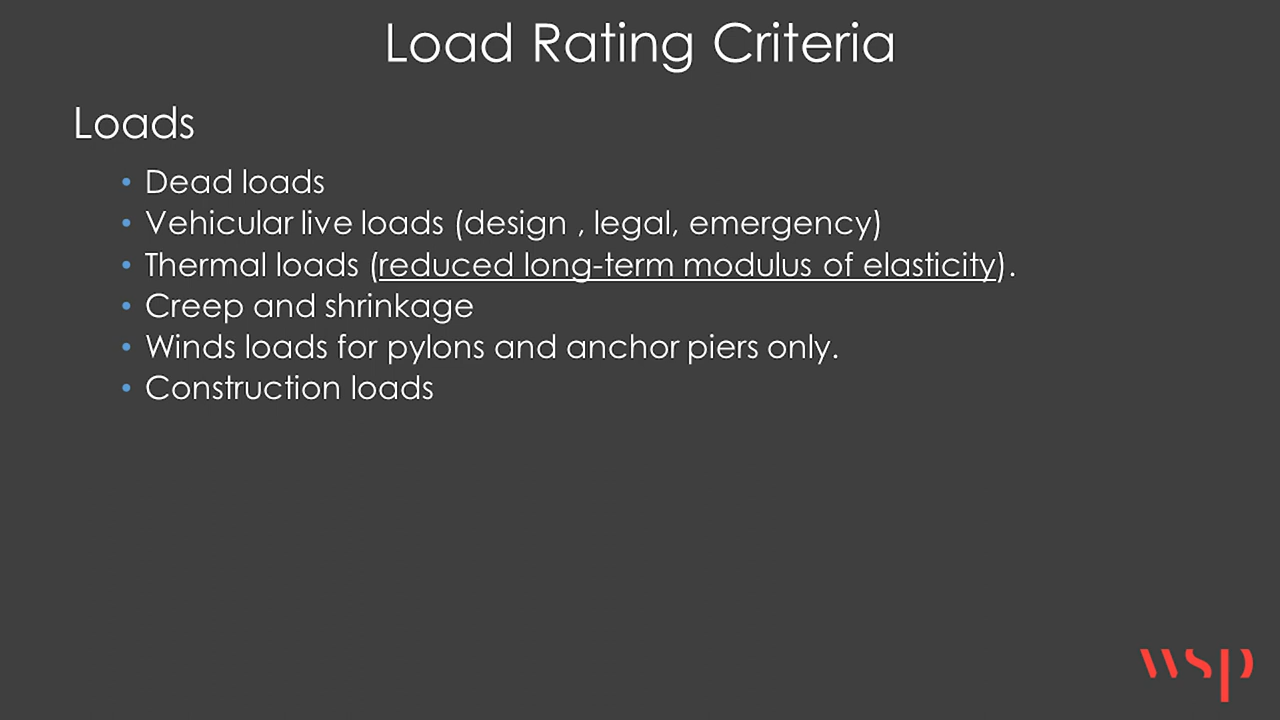 Load Rating Criteria
Loads
• Dead loads
• Vehicular live loads (design , legal, emergency)
• Thermal loads (reduced long-term modulus of elasticity).
• Creep and shrinkage
• Winds loads for pylons and anchor piers only.
• Construction loads
wsp